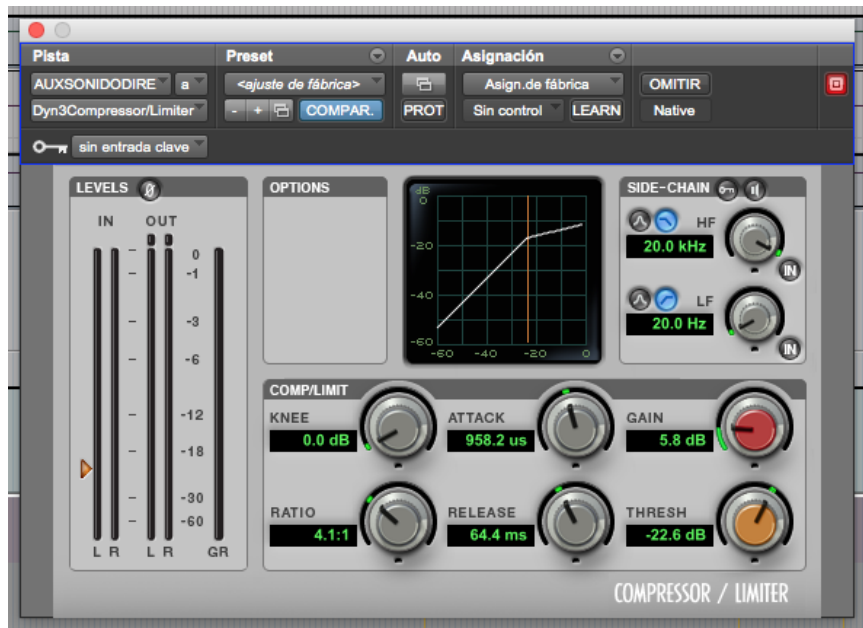 Pista Preset Auto Asignación
AUXSONIDODIRE a <ajuste de fábrica> Asign.de fábrica OMITIR
Dyn3Compressor/Limiter - + COMPAR. PROT Sin control LEARN Native
sin entrada clave
LEVELS
IN OUT
0
-1
-3
-6
-12
-18
-30
-60
L R L R GR
OPTIONS
dB
0
-20
-40
-60
-60 -40 -20 0
SIDE-CHAIN
HF
20.0 kHz
IN
LF
20.0 Hz
IN
COMP/LIMIT
KNEE ATTACK GAIN
0.0 dB 958.2 us 5.8 dB
RATIO RELEASE THRESH
4.1:1 64.4 ms -22.6 dB
COMPRESSOR / LIMITER